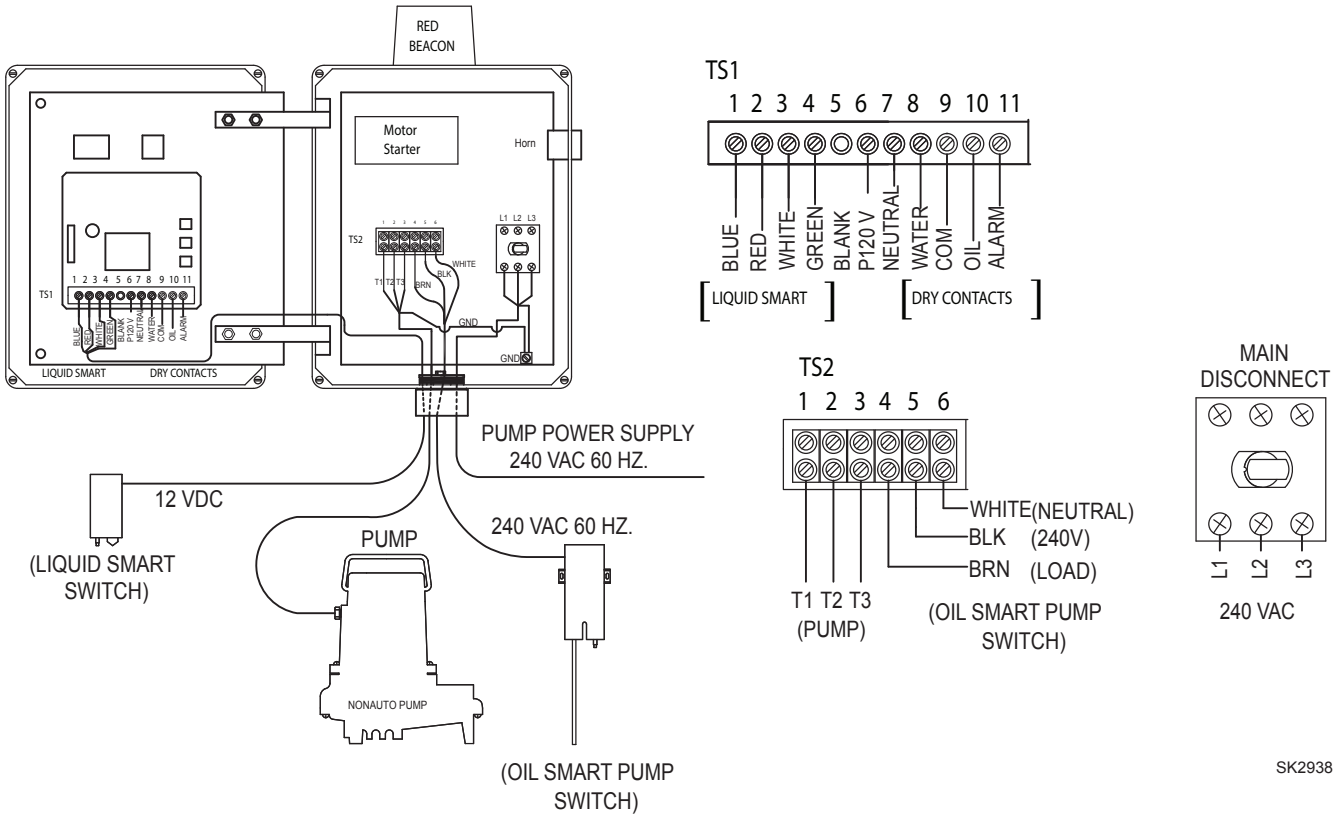 RED
BEACON
Motor
Starter
Horn
1 2 3 4 5 6
TS2
L1 L2 L3
WHITE
BLK
T1 T2 T3
BRN
GND
GND
1 2 3 4 5 6 7 8 9 10 11
TS1
BLUE
RED
WHITE
GREEN
BLANK
P120 V
NEUTRAL
WATER
COM
OIL
ALARM
LIQUID SMART DRY CONTACTS
PUMP POWER SUPPLY
240 VAC 60 HZ.
12 VDC
(LIQUID SMART
SWITCH)
240 VAC 60 HZ.
PUMP
NONAUTO PUMP
(OIL SMART PUMP
SWITCH)
TS1
1 2 3 4 5 6 7 8 9 10 11
BLUE
RED
WHITE
GREEN
BLANK
P120 V
NEUTRAL
WATER
COM
OIL
ALARM
[LIQUID SMART] [DRY CONTACTS]
TS2
1 2 3 4 5 6
WHITE(NEUTRAL)
BLK (240V)
BRN (LOAD)
T1 T2 T3
(PUMP)
(OIL SMART PUMP
SWITCH)
MAIN
DISCONNECT
L1
L2
L3
240 VAC
SK2938